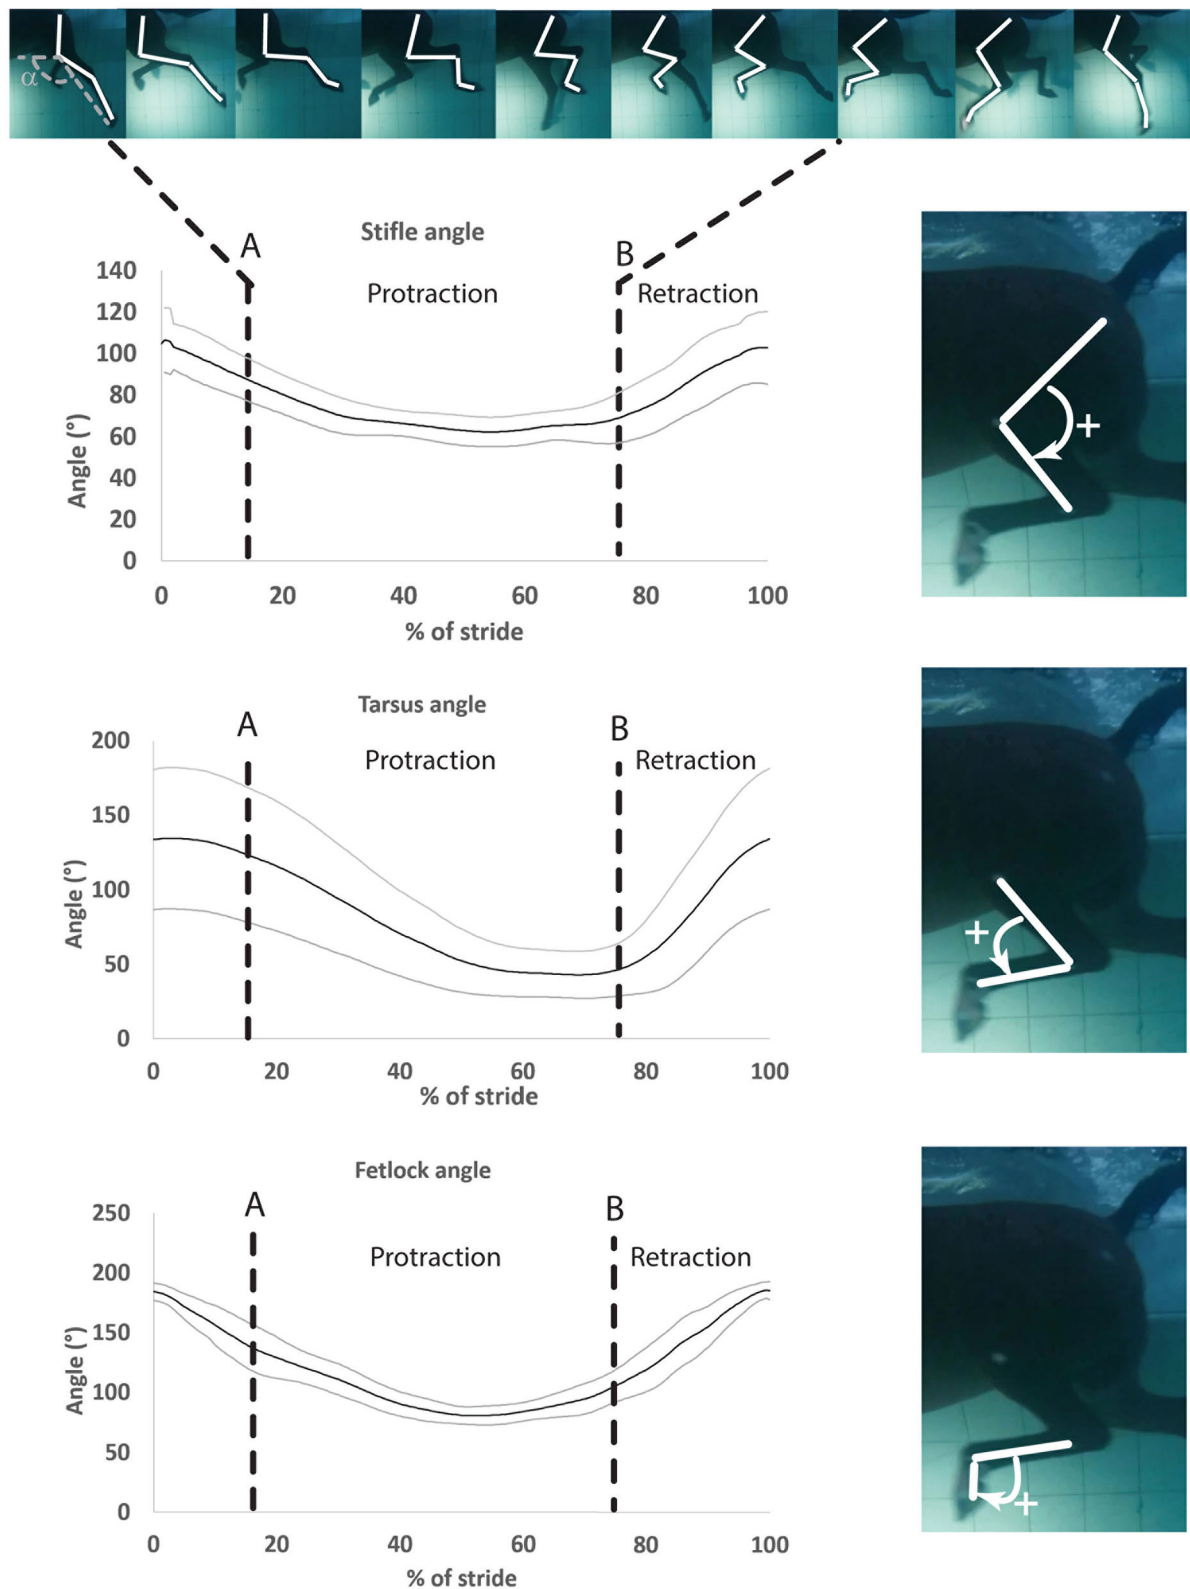 α
Stifle angle
A
B
Protraction
Retraction
140
120
100
80
60
40
20
0
Angle (°)
0 20 40 60 80 100
% of stride
+
Tarsus angle
A
B
Protraction
Retraction
200
150
100
50
0
Angle (°)
0 20 40 60 80 100
% of stride
+
Fetlock angle
A
B
Protraction
Retraction
250
200
150
100
50
0
Angle (°)
0 20 40 60 80 100
% of stride
+